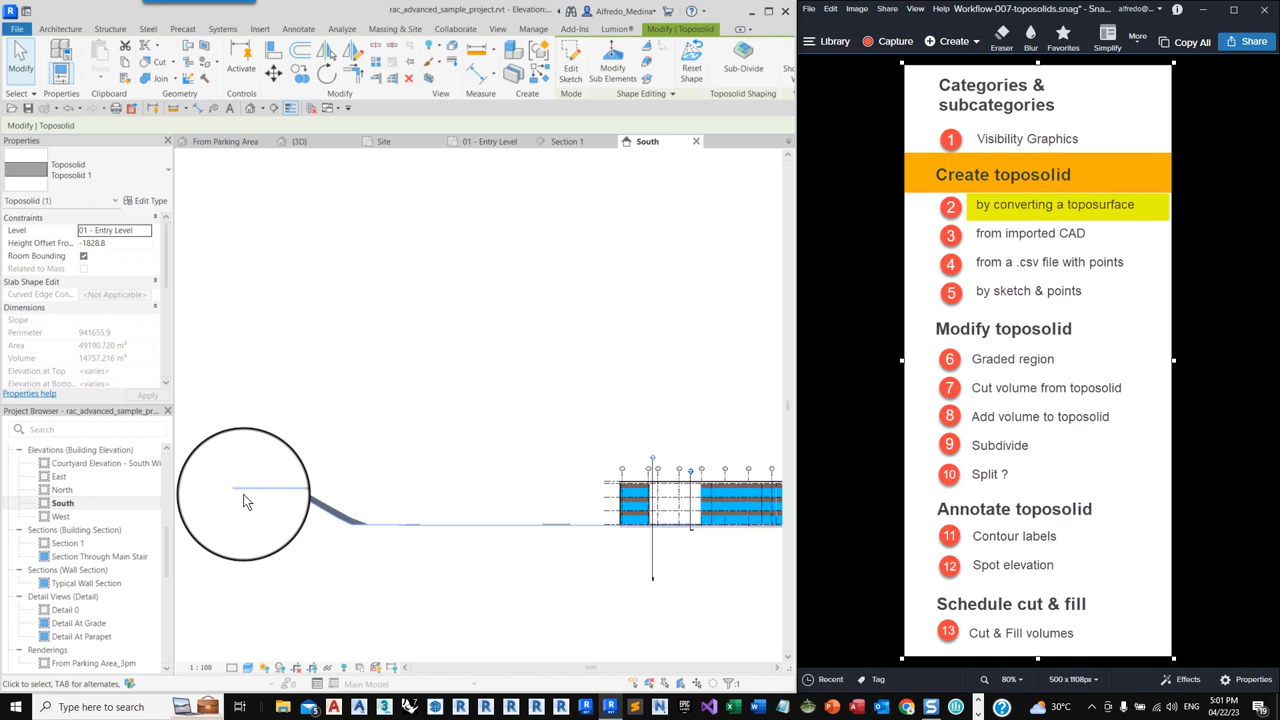 rac_advanced_sample_project.rvt - Elevation:...
Alfredo_Medina...
File Architecture Structure Steel Precast Systems Insert Annotate Analyze Massing & Site Collaborate View Manage Add-Ins Lumion® Modify | Toposolid
Modify
Paste
Cut
Join
Activate
Edit
Sketch
Modify
Sub Elements
Reset
Shape
Sub-Divide
Select Properties Clipboard Geometry Controls Modify View Measure Create Mode Shape Editing Toposolid Shaping
Modify | Toposolid
Properties
From Parking Area
(3D)
Site
01 - Entry Level
Section 1
South
Toposolid
Toposolid 1
Toposolid (1)
Edit Type
Constraints
Level 01 - Entry Level
Height Offset Fro... -1828.8
Room Bounding
Related to Mass
Slab Shape Edit
Curved Edge Con... <Not Applicable>
Dimensions
Slope
Perimeter 941655.9
Area 49190.720 m²
Volume 14757.216 m³
Elevation at Top <varies>
Elevation at Botto... <varies>
Properties help
Apply
Project Browser - rac_advanced_sample_pr...
Search
Elevations (Building Elevation)
Courtyard Elevation - South Wi
East
North
South
West
Sections (Building Section)
Section 1
Section Through Main Stair
Sections (Wall Section)
Typical Wall Section
Detail Views (Detail)
Detail 0
Detail At Grade
Detail At Parapet
Renderings
From Parking Area_3pm
1 : 100
Click to select, TAB for alternates,
:0
Main Model
:1
File Edit Image Window Help
Workflow-007-toposolids.snag* - Sna...
alfredo....
Library
Capture
Create
Eraser
Blur
Favorites
Simplify
More
Copy All
Share
Categories &
subcategories
1 Visibility Graphics
Create toposolid
2 by converting a toposurface
3 from imported CAD
4 from a .csv file with points
5 by sketch & points
Modify toposolid
6 Graded region
7 Cut volume from toposolid
8 Add volume to toposolid
9 Subdivide
10 Split ?
Annotate toposolid
11 Contour labels
12 Spot elevation
Schedule cut & fill
13 Cut & Fill volumes
Recent
Tag
80%
500 x 1108px
Effects
Properties
Type here to search
30°C
5:01 PM
04/22/23